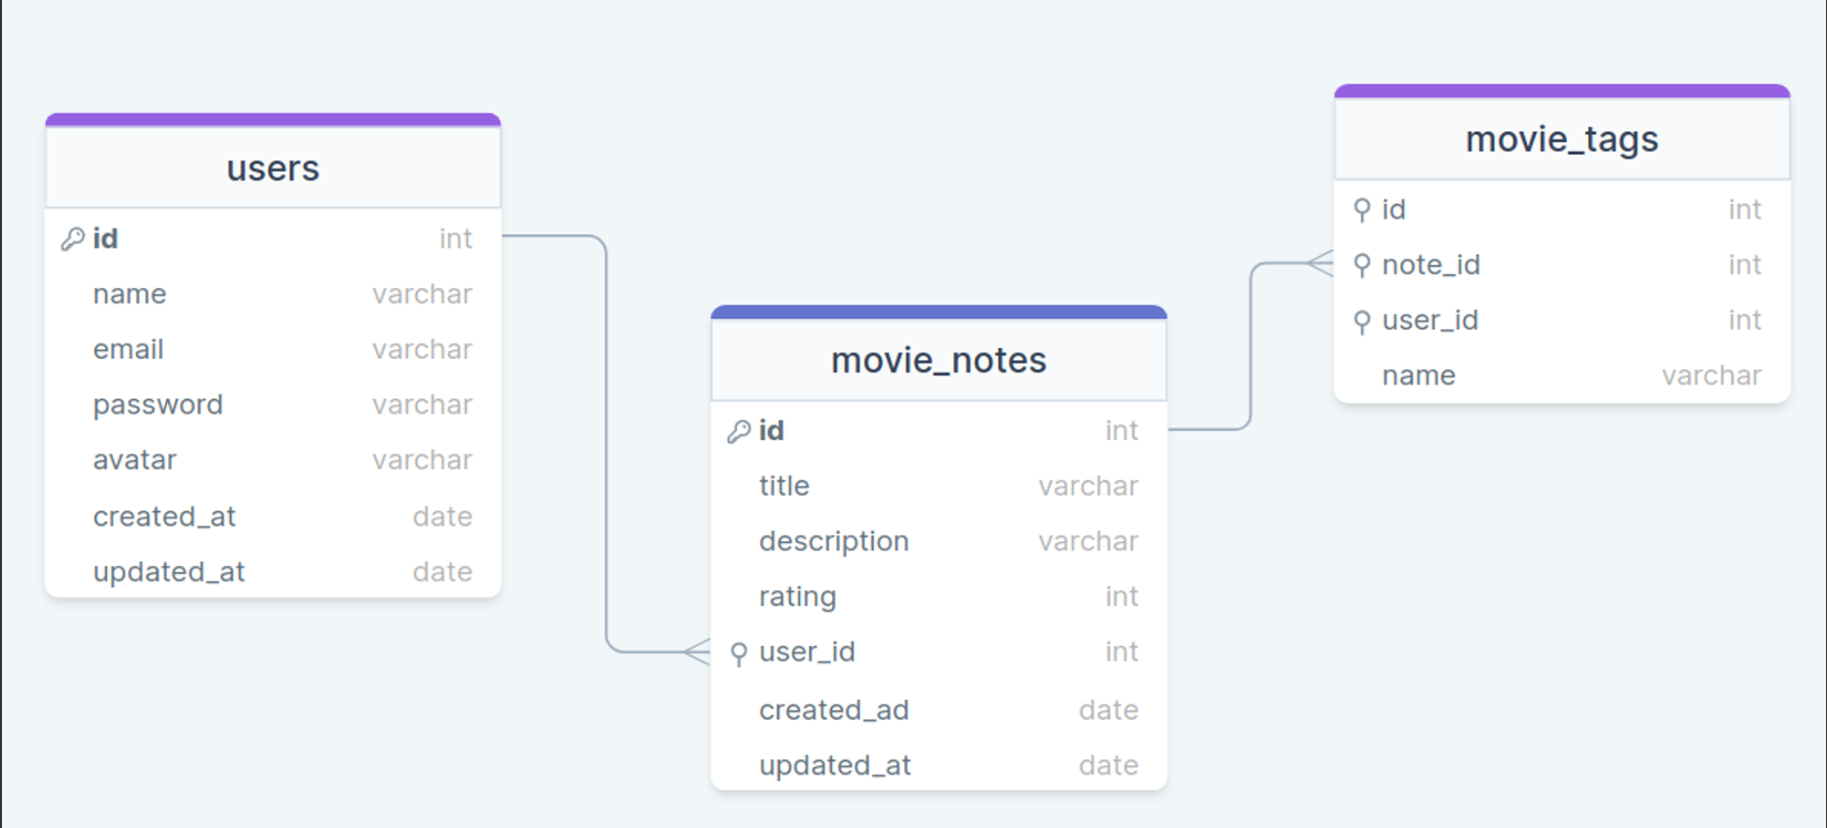 users
id int
name varchar
email varchar
password varchar
avatar varchar
created_at date
updated_at date
movie_notes
id int
title varchar
description varchar
rating int
user_id int
created_ad date
updated_at date
movie_tags
id int
note_id int
user_id int
name varchar